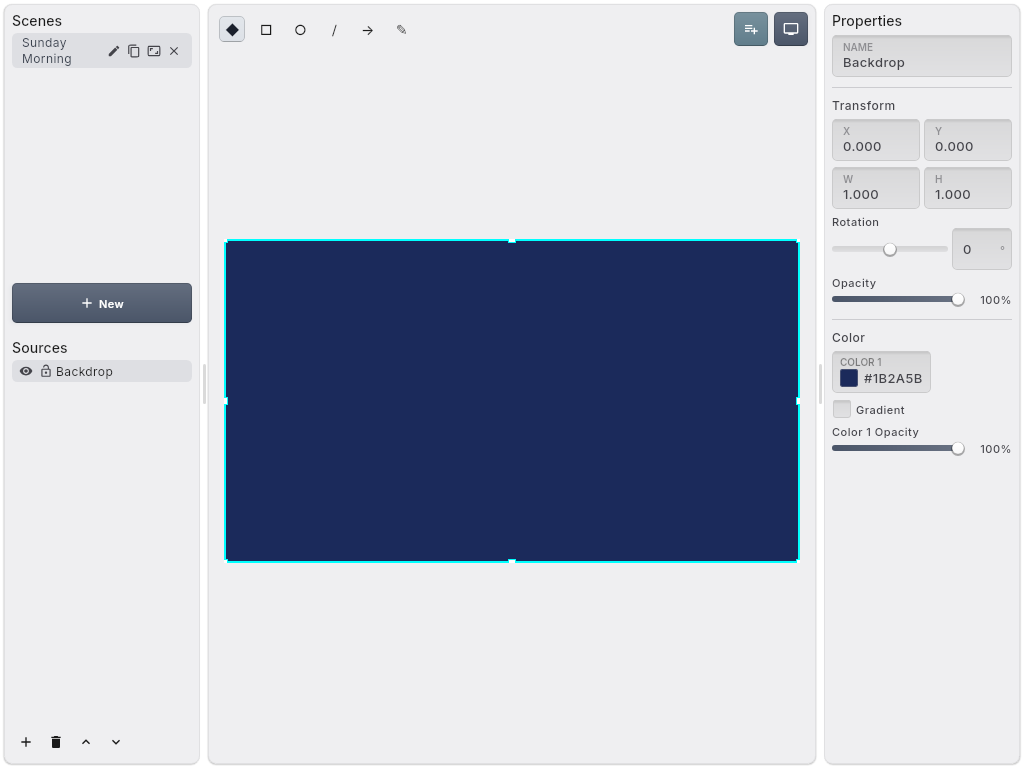 Scenes
Sunday
Morning
New
Sources
Backdrop
Properties
NAME
Backdrop
Transform
X
0.000
Y
0.000
W
1.000
H
1.000
Rotation
0 °
Opacity
100%
Color
COLOR 1
#1B2A5B
Gradient
Color 1 Opacity
100%